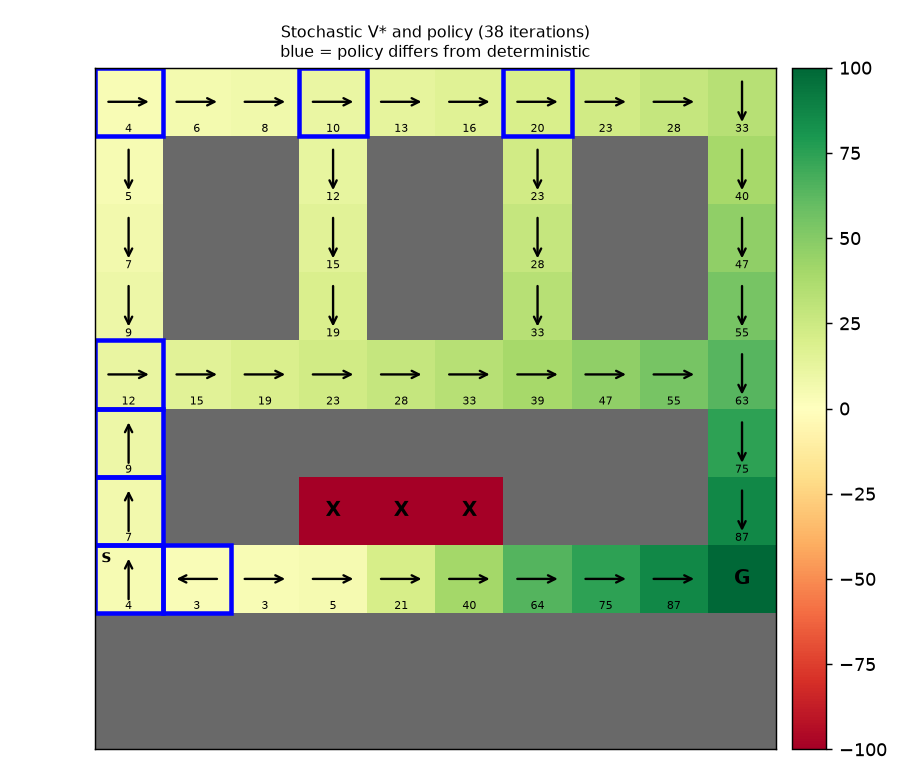 Stochastic V* and policy (38 iterations)
blue = policy differs from deterministic
4 6 8 10 13 16 20 23 28 33
5 12 23 40
7 15 28 47
9 19 33 55
12 15 19 23 28 33 39 47 55 63
9 75
X X X
7 87
S G
4 3 3 5 21 40 64 75 87
100
75
50
25
0
−25
−50
−75
−100